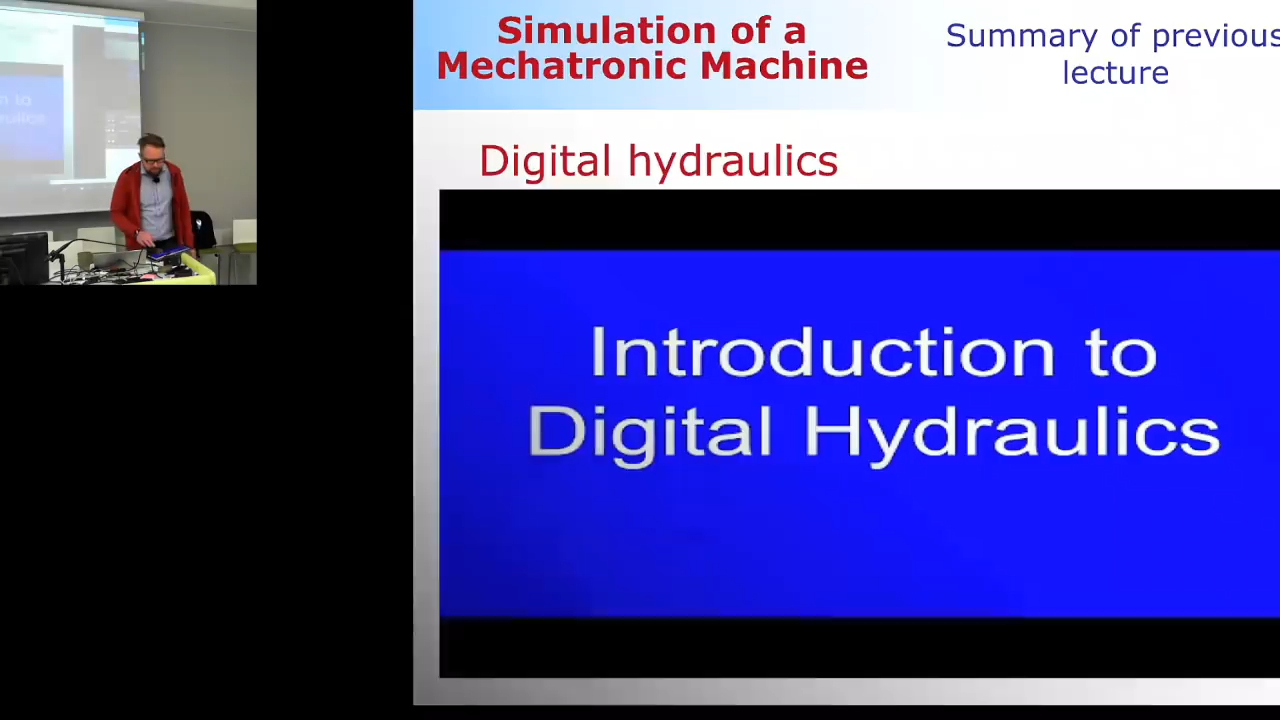 Simulation of a
Mechatronic Machine
Summary of previous
lecture
Digital hydraulics
Introduction to
Digital Hydraulics